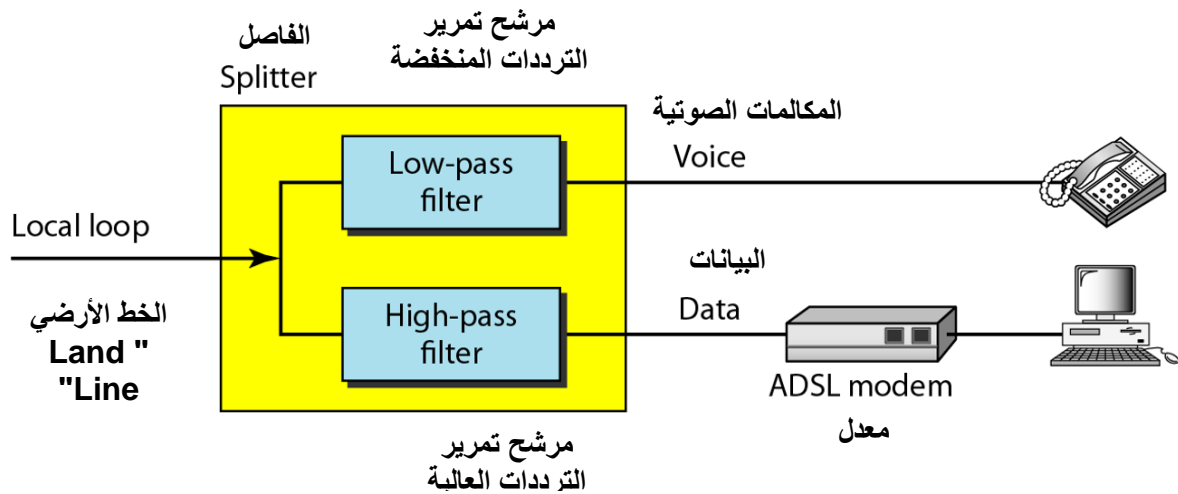 الفاصل
Splitter
مرشح تمرير
الترددات المنخفضة
Low-pass
filter
المكالمات الصوتية
Voice
Local loop
الخط الأرضي
Land "
"Line
High-pass
filter
البيانات
Data
ADSL modem
معدل
مرشح تمرير
الترددات العالية